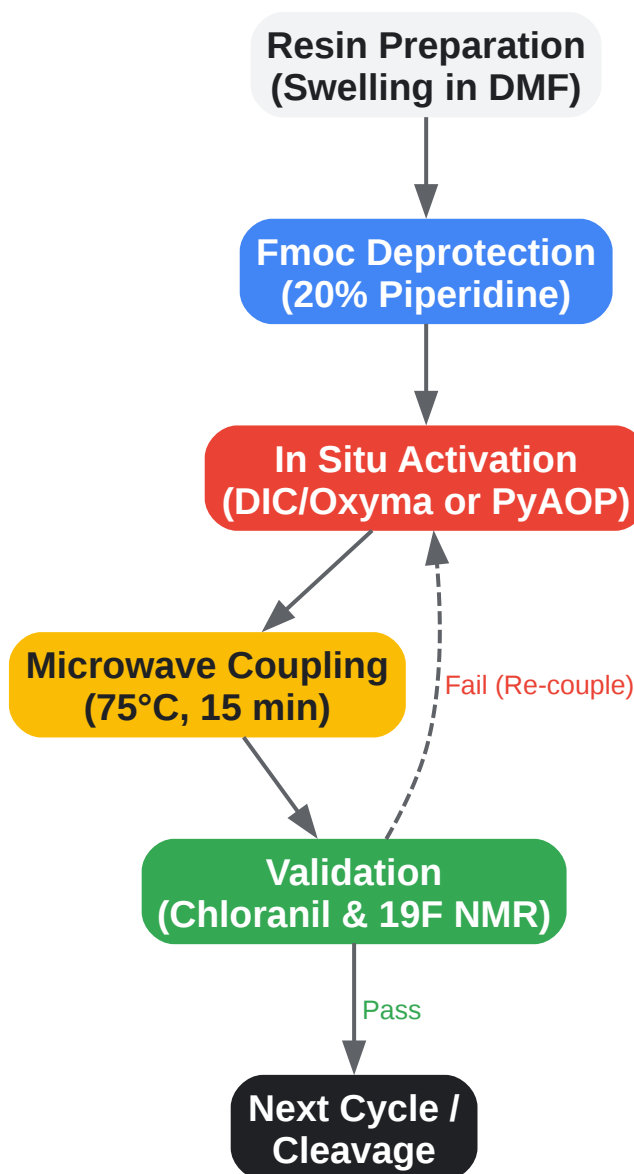 Resin Preparation
(Swelling in DMF)
Fmoc Deprotection
(20% Piperidine)
In Situ Activation
(DIC/Oxyma or PyAOP)
Microwave Coupling
(75°C, 15 min)
Fail (Re-couple)
Validation
(Chloranil & 19F NMR)
Pass
Next Cycle /
Cleavage